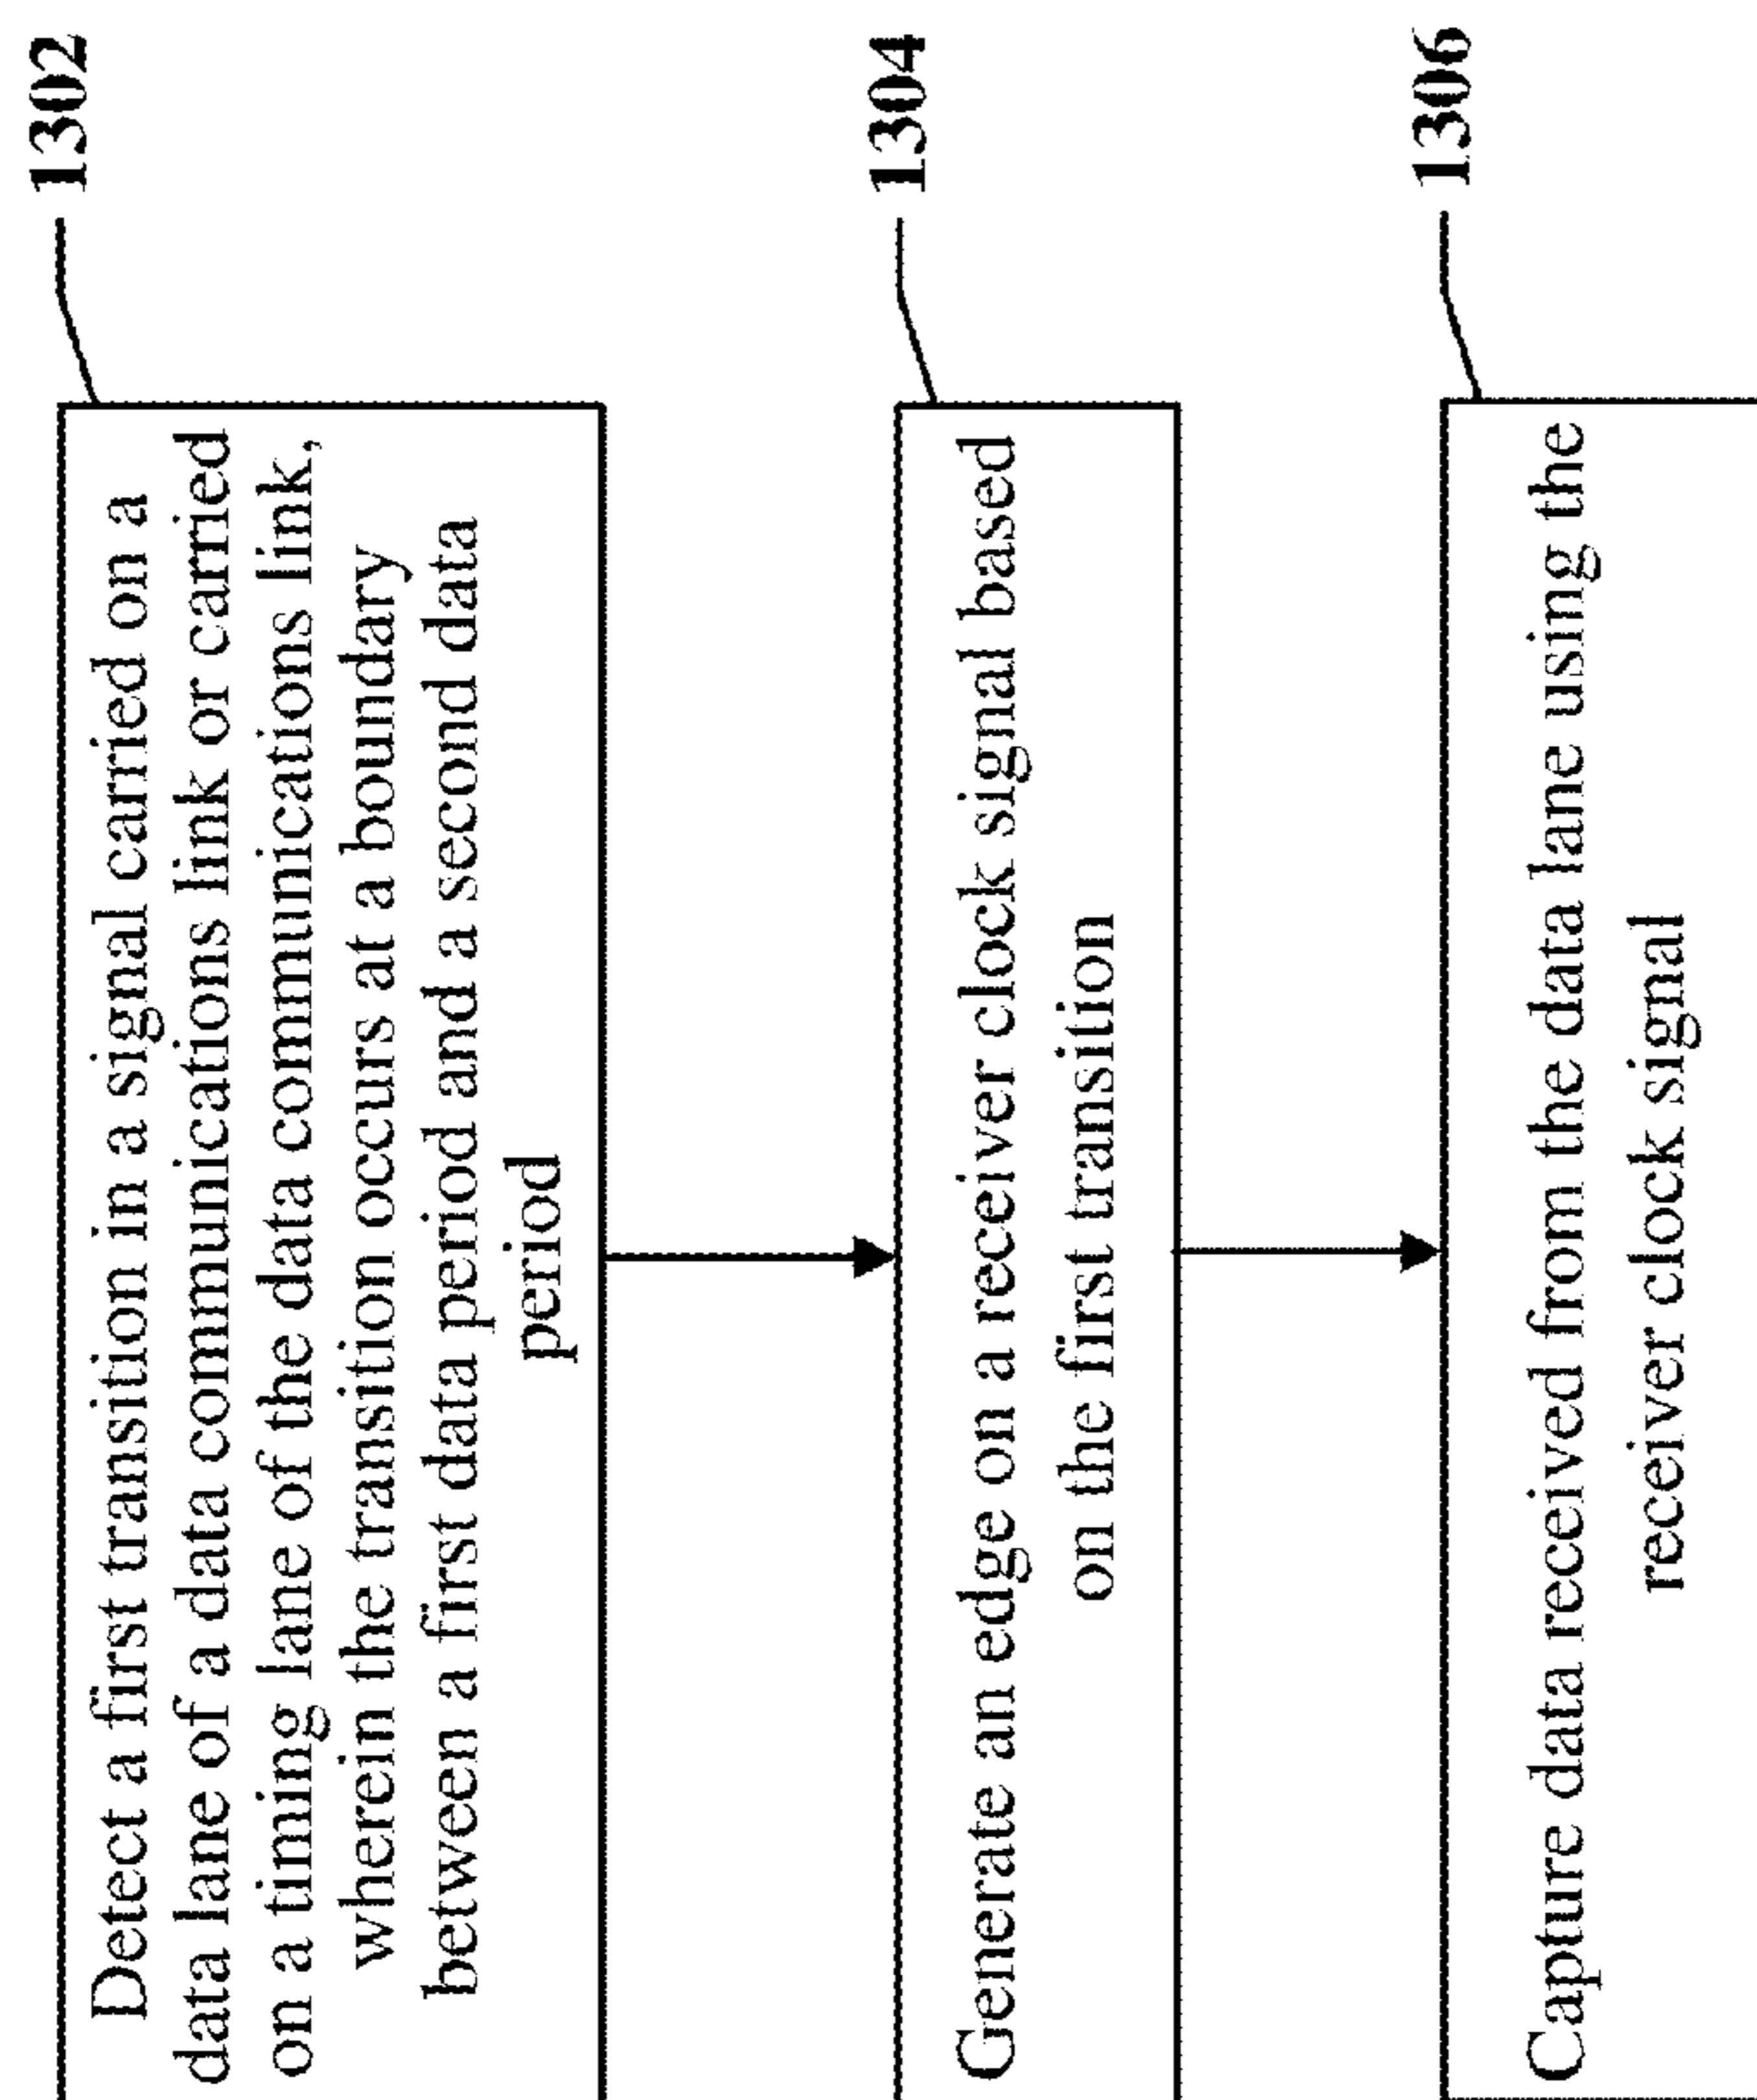 1302
Detect a first transition in a signal carried on a
data lane of a data communications link or carried
on a timing lane of the data communications link,
wherein the transition occurs at a boundary
between a first data period and a second data
period
1304
Generate an edge on a receiver clock signal based
on the first transition
1306
Capture data received from the data lane using the
receiver clock signal